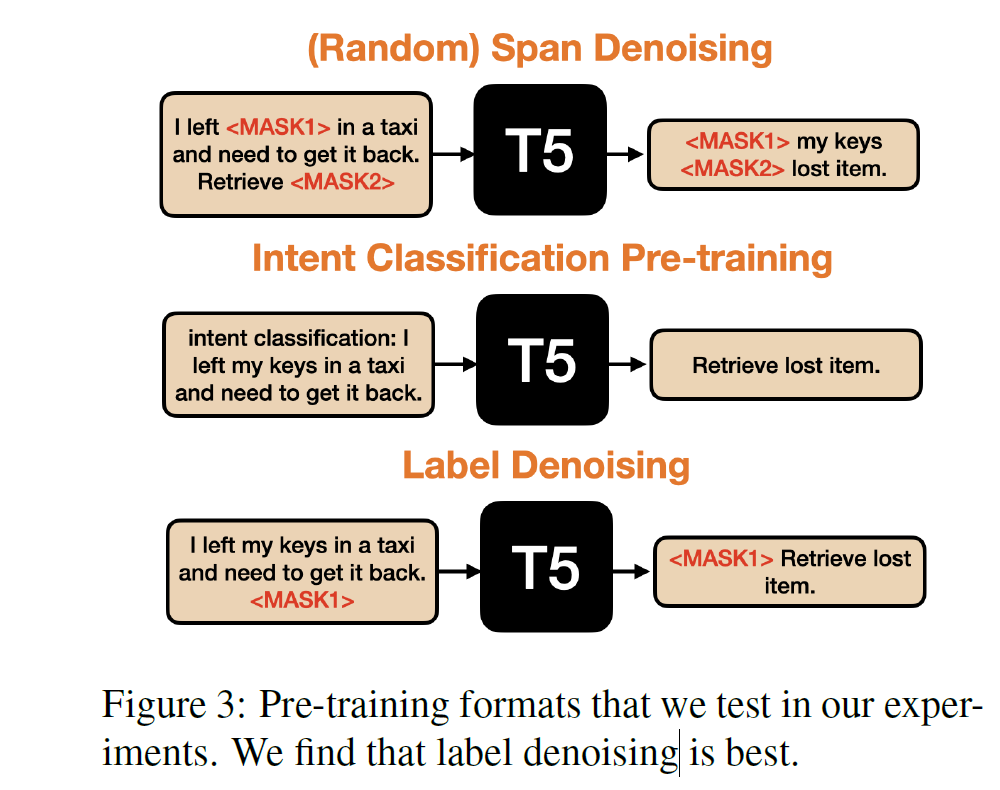 (Random) Span Denoising
I left <MASK1> in a taxi
and need to get it back.
Retrieve <MASK2>
T5
<MASK1> my keys
<MASK2> lost item.
Intent Classification Pre-training
intent classification: I
left my keys in a taxi
and need to get it back.
T5
Retrieve lost item.
Label Denoising
I left my keys in a taxi
and need to get it back.
<MASK1>
T5
<MASK1> Retrieve lost
item.
Figure 3: Pre-training formats that we test in our exper-
iments. We find that label denoising is best.